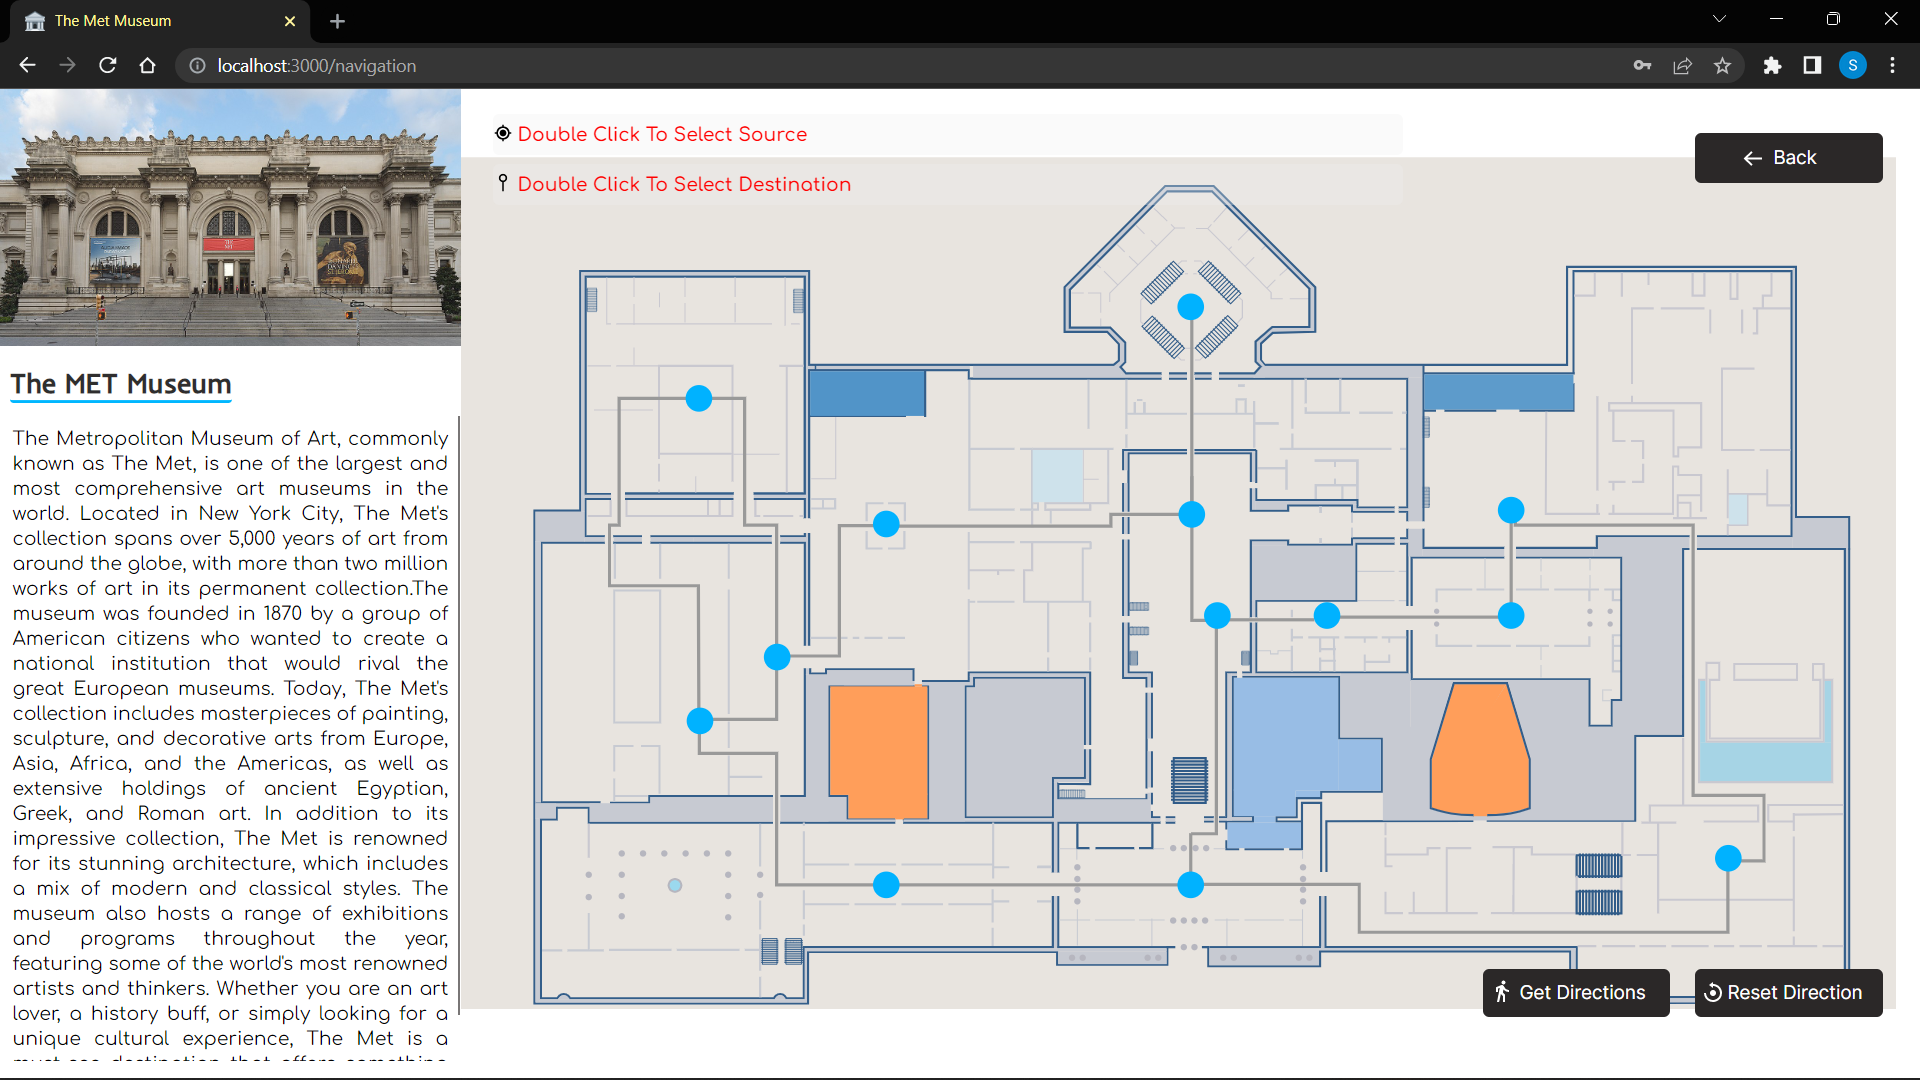 The Met Museum
localhost:3000/navigation
S
Double Click To Select Source
Double Click To Select Destination
Back
The MET Museum
The Metropolitan Museum of Art, commonly
known as The Met, is one of the largest and
most comprehensive art museums in the
world. Located in New York City, The Met's
collection spans over 5,000 years of art from
around the globe, with more than two million
works of art in its permanent collection.The
museum was founded in 1870 by a group of
American citizens who wanted to create a
national institution that would rival the
great European museums. Today, The Met's
collection includes masterpieces of painting,
sculpture, and decorative arts from Europe,
Asia, Africa, and the Americas, as well as
extensive holdings of ancient Egyptian,
Greek, and Roman art. In addition to its
impressive collection, The Met is renowned
for its stunning architecture, which includes
a mix of modern and classical styles. The
museum also hosts a range of exhibitions
and programs throughout the year,
featuring some of the world's most renowned
artists and thinkers. Whether you are an art
lover, a history buff, or simply looking for a
unique cultural experience, The Met is a
must-see destination that offers something
Get Directions
Reset Direction